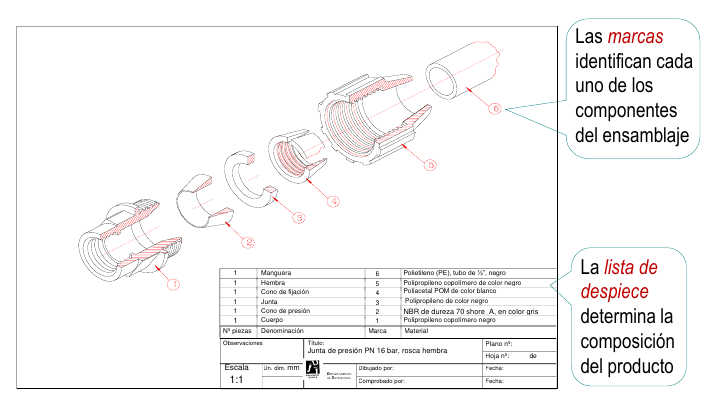 Las marcas
identifican cada
uno de los
componentes
del ensamblaje
6
5
4
3
2
1
La lista de
despiece
determina la
composición
del producto
1 Manguera 6 Polietileno (PE), tubo de ½", negro
1 Hembra 5 Polipropileno copolímero de color negro
1 Cono de fijación 4 Poliacetal POM de color blanco
1 Junta 3 Polipropileno de color negro
1 Cono de presión 2 NBR de dureza 70 shore A, en color gris
1 Cuerpo 1 Polipropileno copolímero negro
Nº piezas Denominación Marca Material
Observaciones
Título:
Junta de presión PN 16 bar, rosca hembra
Plano nº:
Hoja nº: de
Escala
1:1
Un. dim. mm
Departamento
de Tecnología
Dibujado por: Fecha:
Comprobado por: Fecha: